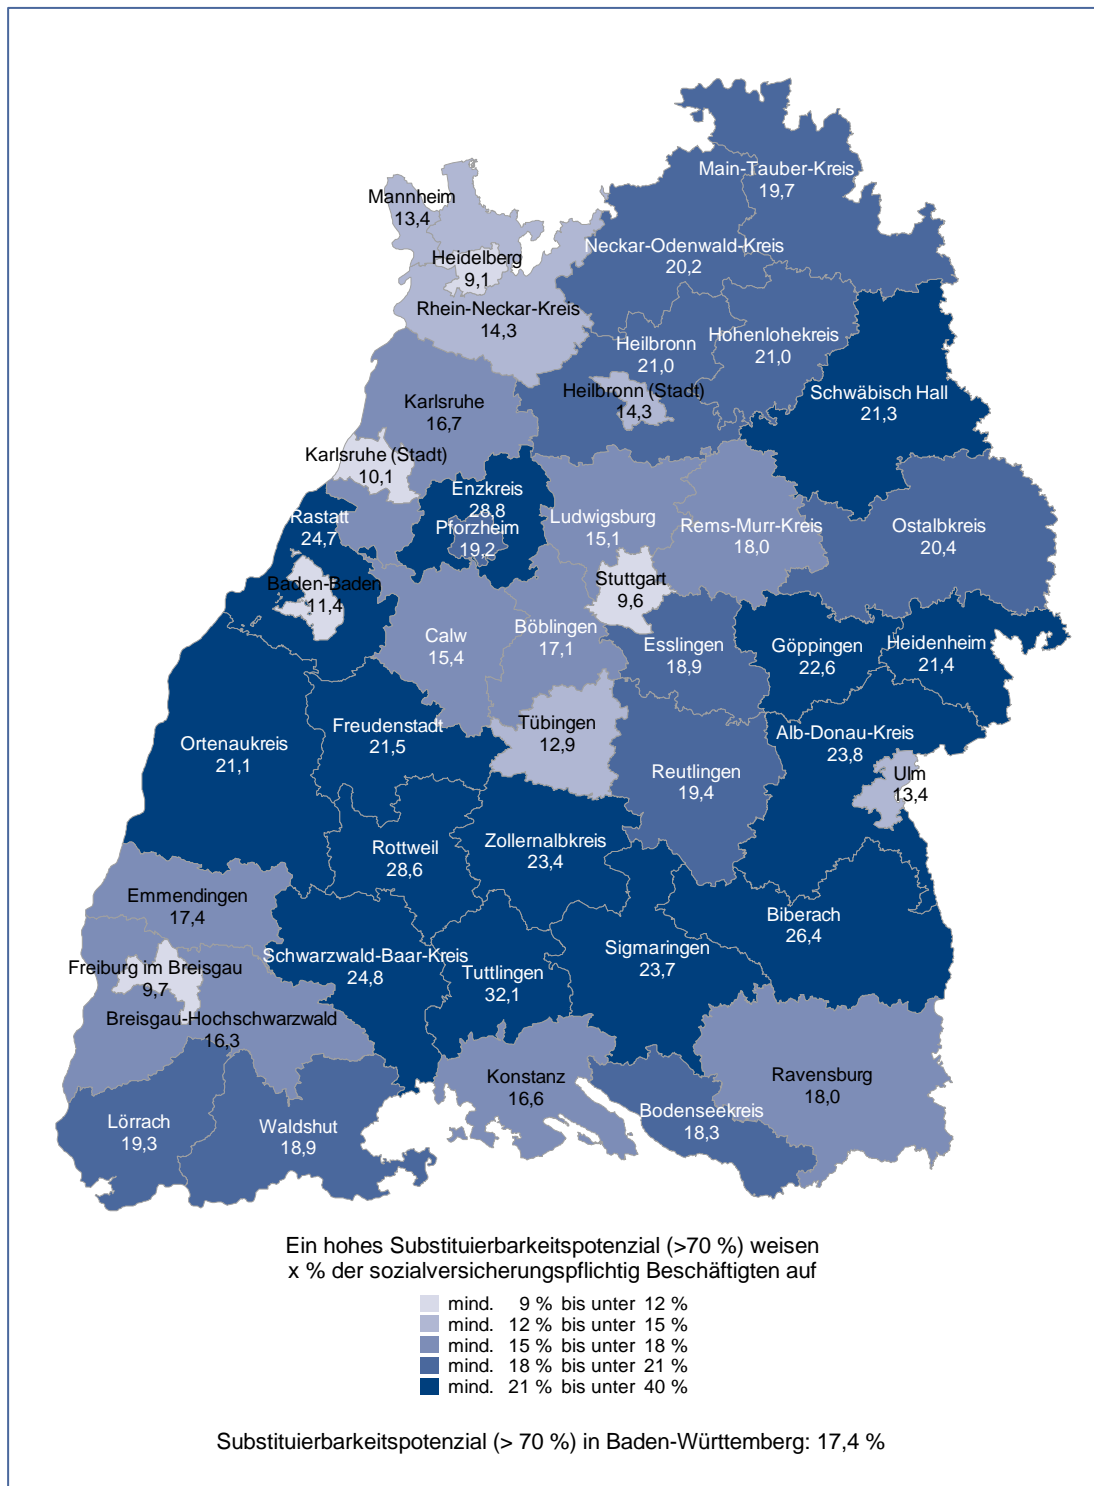 Main-Tauber-Kreis
19,7
Mannheim
13,4
Neckar-Odenwald-Kreis
20,2
Heidelberg
9,1
Rhein-Neckar-Kreis
14,3
Heilbronn
21,0
Hohenlohekreis
21,0
Heilbronn (Stadt)
14,3
Schwäbisch Hall
21,3
Karlsruhe
16,7
Karlsruhe (Stadt)
10,1
Enzkreis
28,8
Pforzheim
19,2
Rastatt
24,7
Ludwigsburg
15,1
Rems-Murr-Kreis
18,0
Ostalbkreis
20,4
Baden-Baden
11,4
Stuttgart
9,6
Calw
15,4
Böblingen
17,1
Esslingen
18,9
Göppingen
22,6
Heidenheim
21,4
Ortenaukreis
21,1
Freudenstadt
21,5
Tübingen
12,9
Reutlingen
19,4
Alb-Donau-Kreis
23,8
Ulm
13,4
Rottweil
28,6
Zollernalbkreis
23,4
Emmendingen
17,4
Biberach
26,4
Freiburg im Breisgau
9,7
Schwarzwald-Baar-Kreis
24,8
Tuttlingen
32,1
Sigmaringen
23,7
Breisgau-Hochschwarzwald
16,3
Konstanz
16,6
Ravensburg
18,0
Bodenseekreis
18,3
Lörrach
19,3
Waldshut
18,9
Ein hohes Substituierbarkeitspotenzial (>70 %) weisen
x % der sozialversicherungspflichtig Beschäftigten auf
mind. 9 % bis unter 12 %
mind. 12 % bis unter 15 %
mind. 15 % bis unter 18 %
mind. 18 % bis unter 21 %
mind. 21 % bis unter 40 %
Substituierbarkeitspotenzial (> 70 %) in Baden-Württemberg: 17,4 %